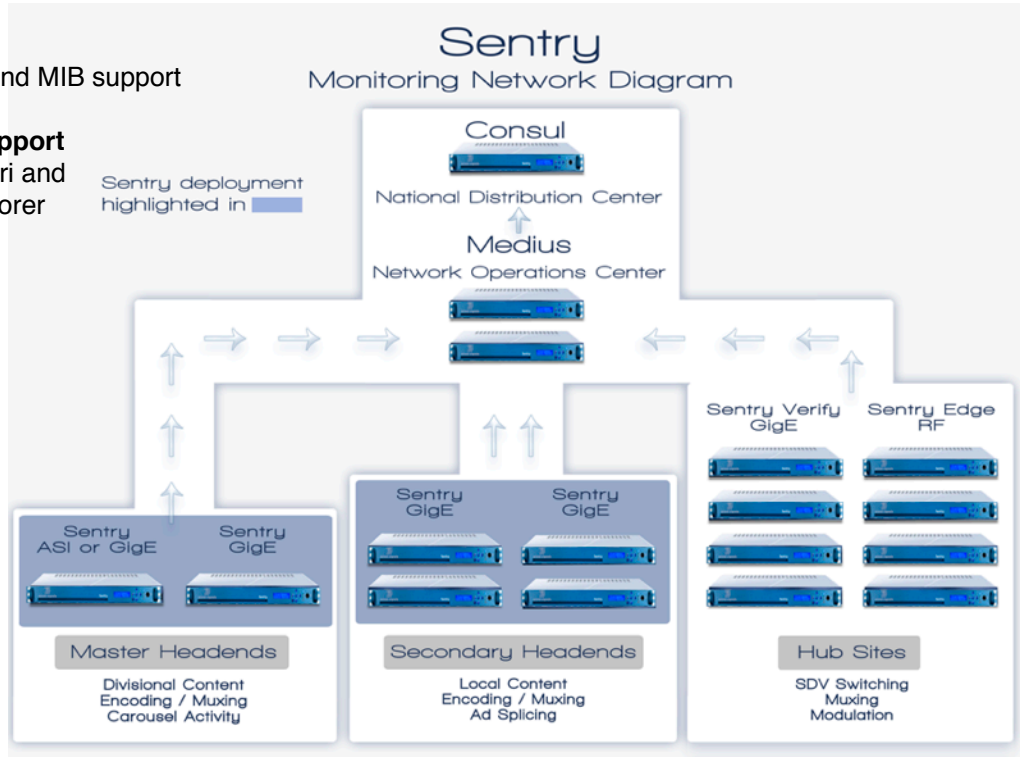 Sentry
Monitoring Network Diagram
nd MIB support
pport
ri and
orer
Sentry deployment
highlighted in
Consul
National Distribution Center
Medius
Network Operations Center
Sentry
ASI or GigE
Sentry
GigE
Master Headends
Divisional Content
Encoding / Muxing
Carousel Activity
Sentry
GigE
Sentry
GigE
Secondary Headends
Local Content
Encoding / Muxing
Ad Splicing
Sentry Verify
GigE
Sentry Edge
RF
Hub Sites
SDV Switching
Muxing
Modulation